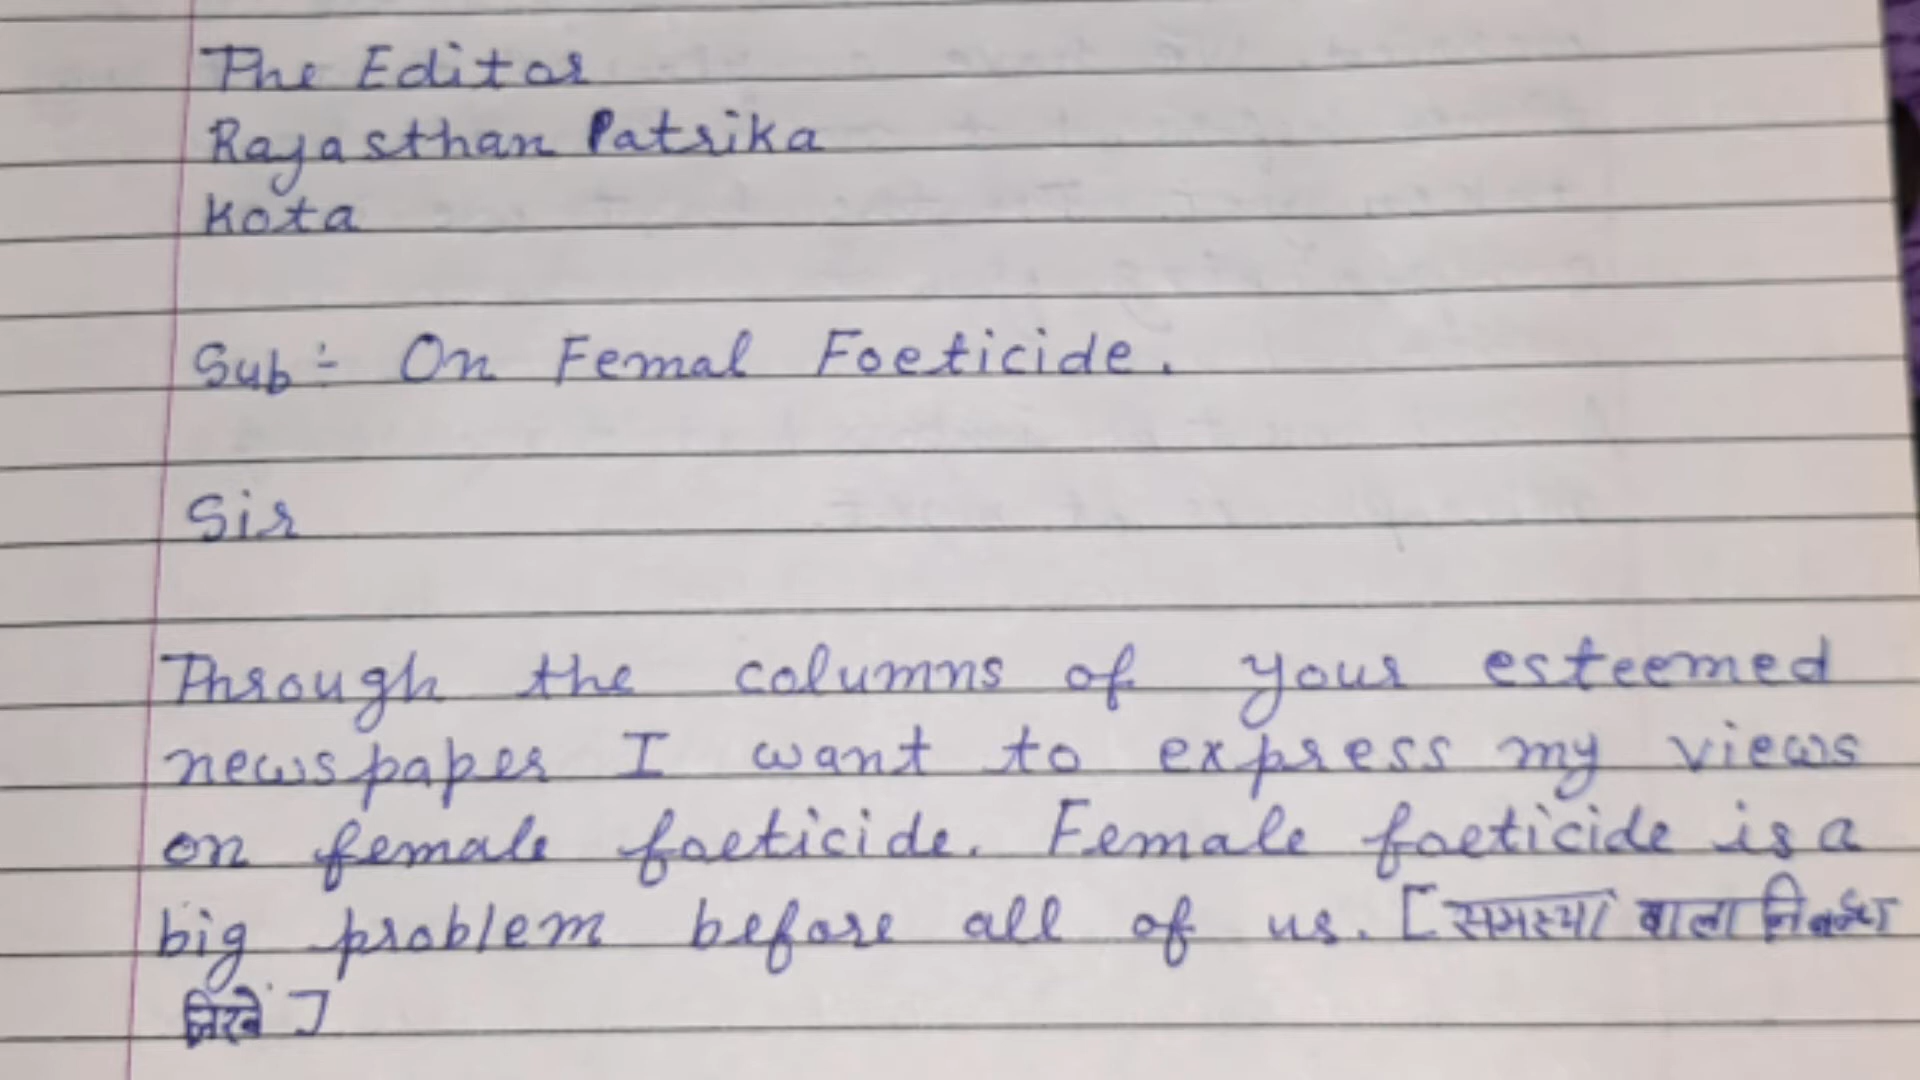 The Editor
Rajasthan Patrika
Kota
Sub:- On Femal Foeticide.
Sir
Through the columns of your esteemed
newspaper I want to express my views
on female foeticide. Female foeticide is a
big problem before all of us. [समस्या वाला निबन्ध
लिखें ]